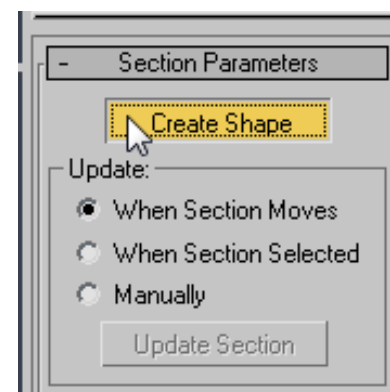 - Section Parameters
Create Shape
Update:
When Section Moves
When Section Selected
Manually
Update Section